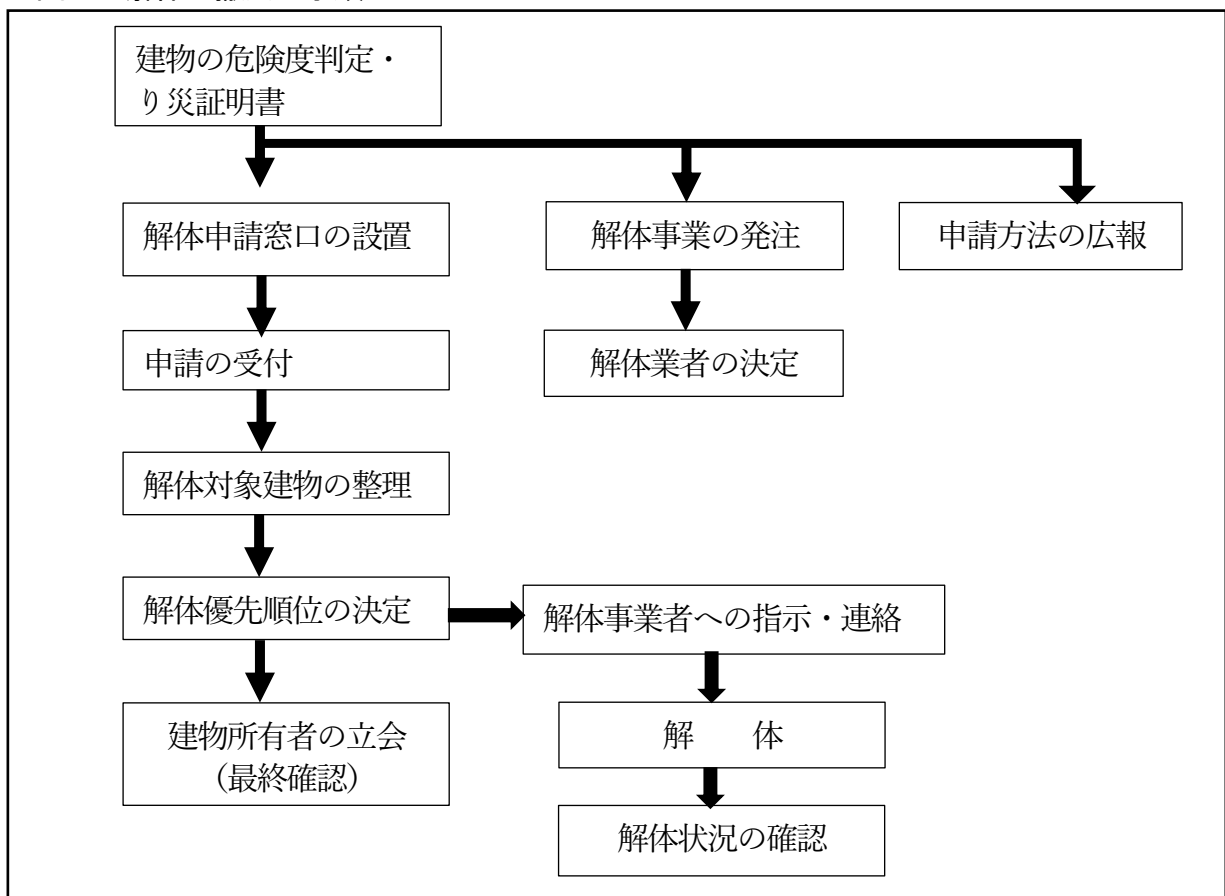 建物の危険度判定・
り災証明書
解体申請窓口の設置
解体事業の発注
申請方法の広報
申請の受付
解体業者の決定
解体対象建物の整理
解体優先順位の決定
解体事業者への指示・連絡
建物所有者の立会
（最終確認）
解　体
解体状況の確認